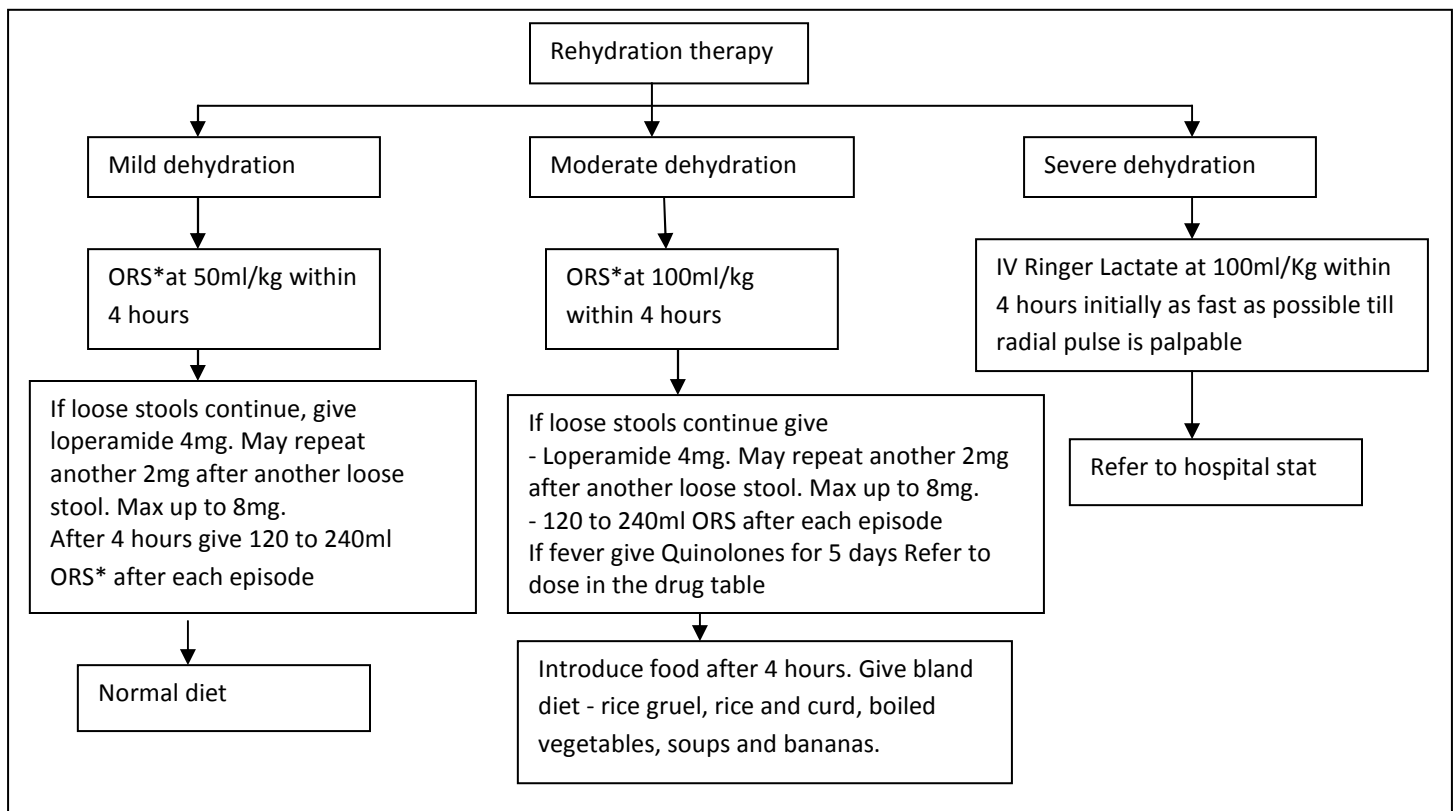 Rehydration therapy
Mild dehydration
Moderate dehydration
Severe dehydration
ORS*at 50ml/kg within
4 hours
ORS*at 100ml/kg
within 4 hours
IV Ringer Lactate at 100ml/Kg within
4 hours initially as fast as possible till
radial pulse is palpable
If loose stools continue, give
loperamide 4mg. May repeat
another 2mg after another loose
stool. Max up to 8mg.
After 4 hours give 120 to 240ml
ORS* after each episode
If loose stools continue give
- Loperamide 4mg. May repeat another 2mg
after another loose stool. Max up to 8mg.
- 120 to 240ml ORS after each episode
If fever give Quinolones for 5 days Refer to
dose in the drug table
Refer to hospital stat
Normal diet
Introduce food after 4 hours. Give bland
diet - rice gruel, rice and curd, boiled
vegetables, soups and bananas.